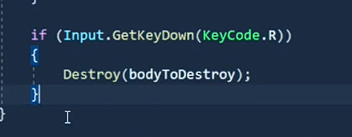 if (Input.GetKeyDown(KeyCode.R))
{
Destroy(bodyToDestroy);
}
}